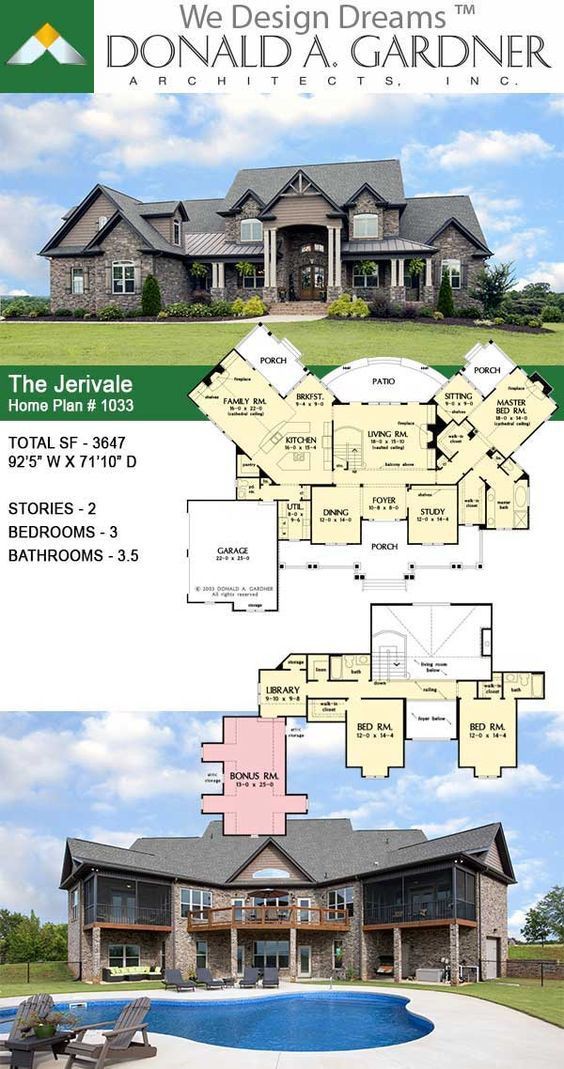 We Design Dreams ™
DONALD A. GARDNER
ARCHITECTS, INC.
The Jerivale
Home Plan # 1033
TOTAL SF - 3647
92'5" W X 71'10" D
STORIES - 2
BEDROOMS - 3
BATHROOMS - 3.5
PORCH
fireplace
FAMILY RM.
16-0 x 22-0
(cathedral ceiling)
BRKFST.
9-4 x 9-0
KITCHEN
16-0 x 15-4
pantry
PATIO
fireplace
LIVING RM.
18-0 x 15-10
(vaulted ceiling)
balcony above
PORCH
SITTING
9-0 x 9-0
shelves
fireplace
MASTER
BED RM.
14-0 x 18-0
(cathedral ceiling)
walk-in
closet
walk-in
closet
master
bath
UTIL.
8-0 x
9-6
DINING
12-0 x 14-4
FOYER
10-8 x 8-0
shelves
STUDY
12-0 x 14-4
PORCH
GARAGE
22-0 x 25-0
storage
© 2003 DONALD A. GARDNER
All rights reserved
storage
linen
bath
LIBRARY
9-10 x 9-8
walk-in
closet
down
living room
below
railing
foyer below
walk-in
closet
bath
BED RM.
12-0 x 14-4
BED RM.
12-0 x 14-4
attic
storage
attic
storage
BONUS RM.
13-0 x 25-0